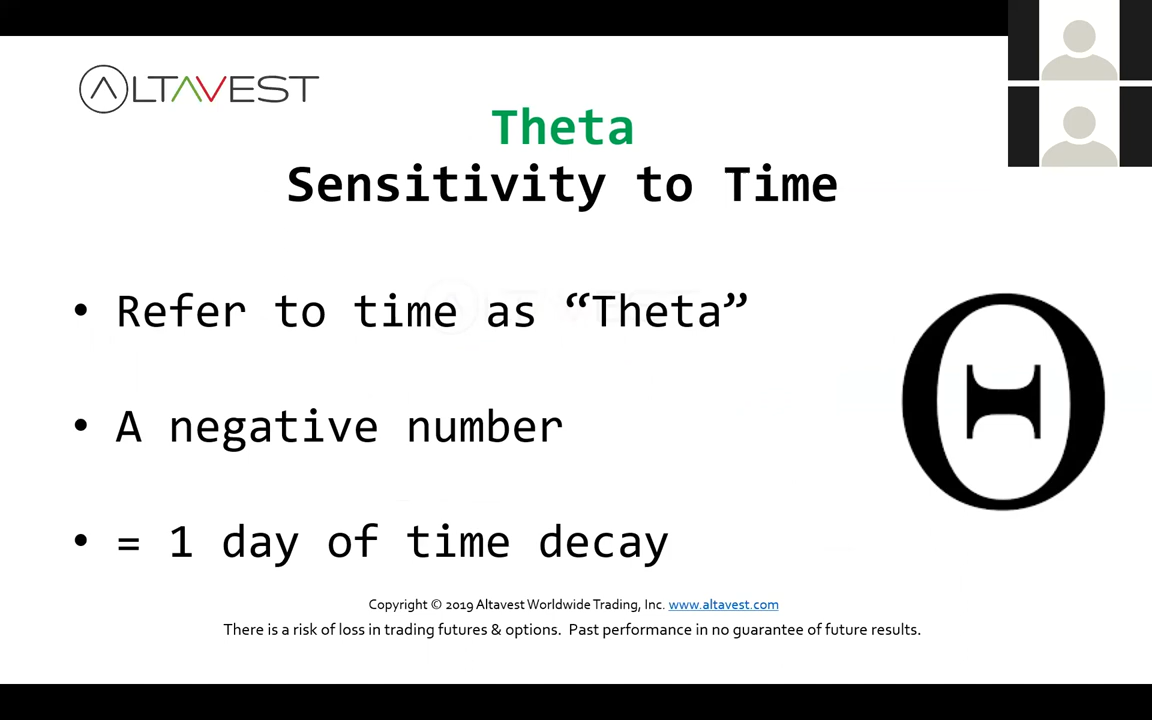 ALTAVEST
Theta
Sensitivity to Time
• Refer to time as “Theta”
• A negative number
• = 1 day of time decay
Θ
Copyright © 2019 Altavest Worldwide Trading, Inc. www.altavest.com
There is a risk of loss in trading futures & options. Past performance in no guarantee of future results.